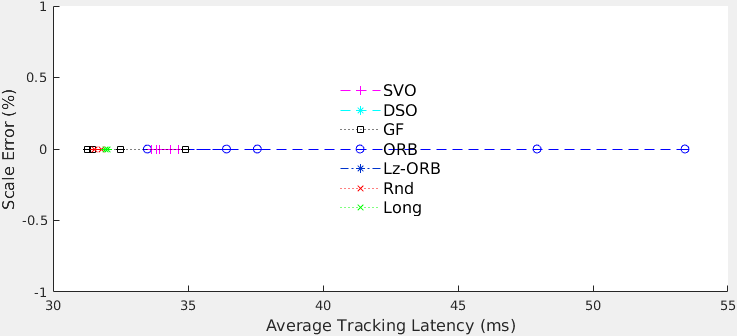 1
0.5
0
-0.5
-1
Scale Error (%)
SVO
DSO
GF
ORB
Lz-ORB
Rnd
Long
30 35 40 45 50 55
Average Tracking Latency (ms)